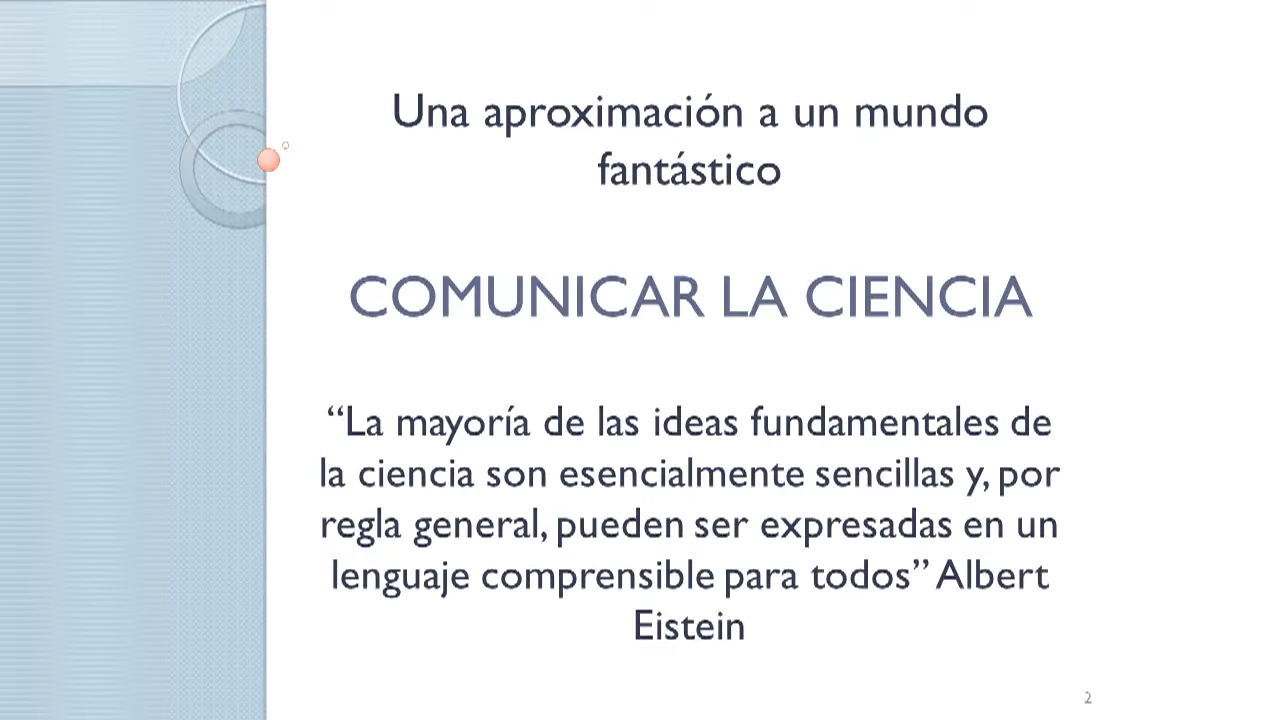 Una aproximación a un mundo
fantástico
COMUNICAR LA CIENCIA
“La mayoría de las ideas fundamentales de
la ciencia son esencialmente sencillas y, por
regla general, pueden ser expresadas en un
lenguaje comprensible para todos” Albert
Eistein
2